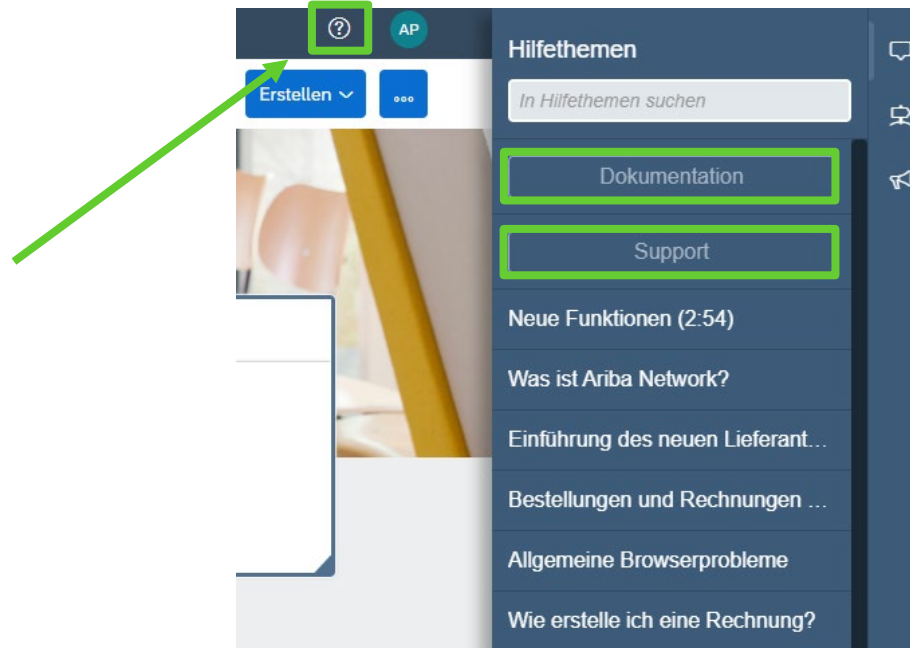 AP
Erstellen
Hilfethemen
In Hilfethemen suchen
Dokumentation
Support
Neue Funktionen (2:54)
Was ist Ariba Network?
Einführung des neuen Lieferant...
Bestellungen und Rechnungen ...
Allgemeine Browserprobleme
Wie erstelle ich eine Rechnung?